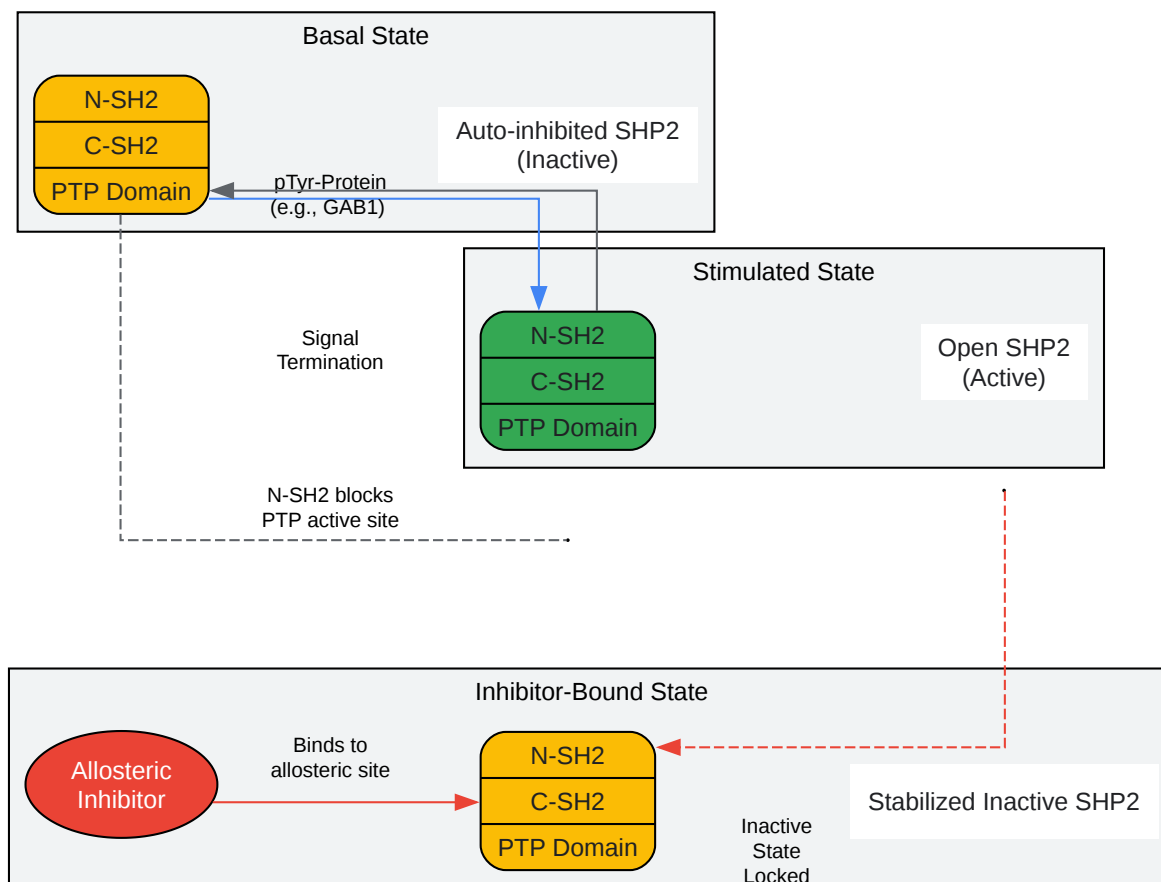 Basal State
N-SH2
C-SH2
PTP Domain
Auto-inhibited SHP2
(Inactive)
pTyr-Protein
(e.g., GAB1)
Stimulated State
N-SH2
C-SH2
PTP Domain
Open SHP2
(Active)
Signal
Termination
N-SH2 blocks
PTP active site
Inhibitor-Bound State
Allosteric
Inhibitor
Binds to
allosteric site
N-SH2
C-SH2
PTP Domain
Stabilized Inactive SHP2
Inactive
State
Locked